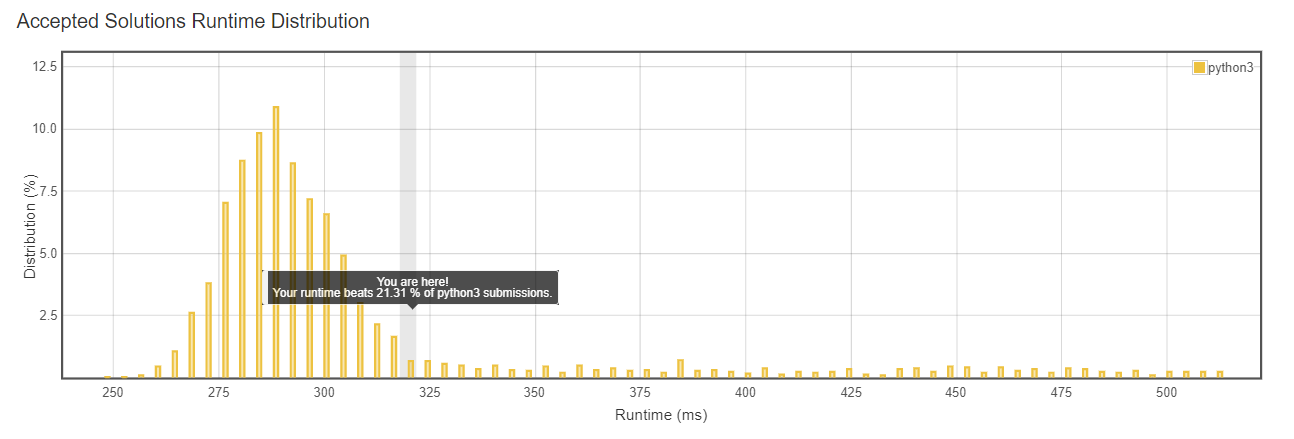 Accepted Solutions Runtime Distribution
12.5
python3
10.0
7.5
5.0
2.5
Distribution (%)
You are here!
Your runtime beats 21.31 % of python3 submissions.
250 275 300 325 350 375 400 425 450 475 500
Runtime (ms)